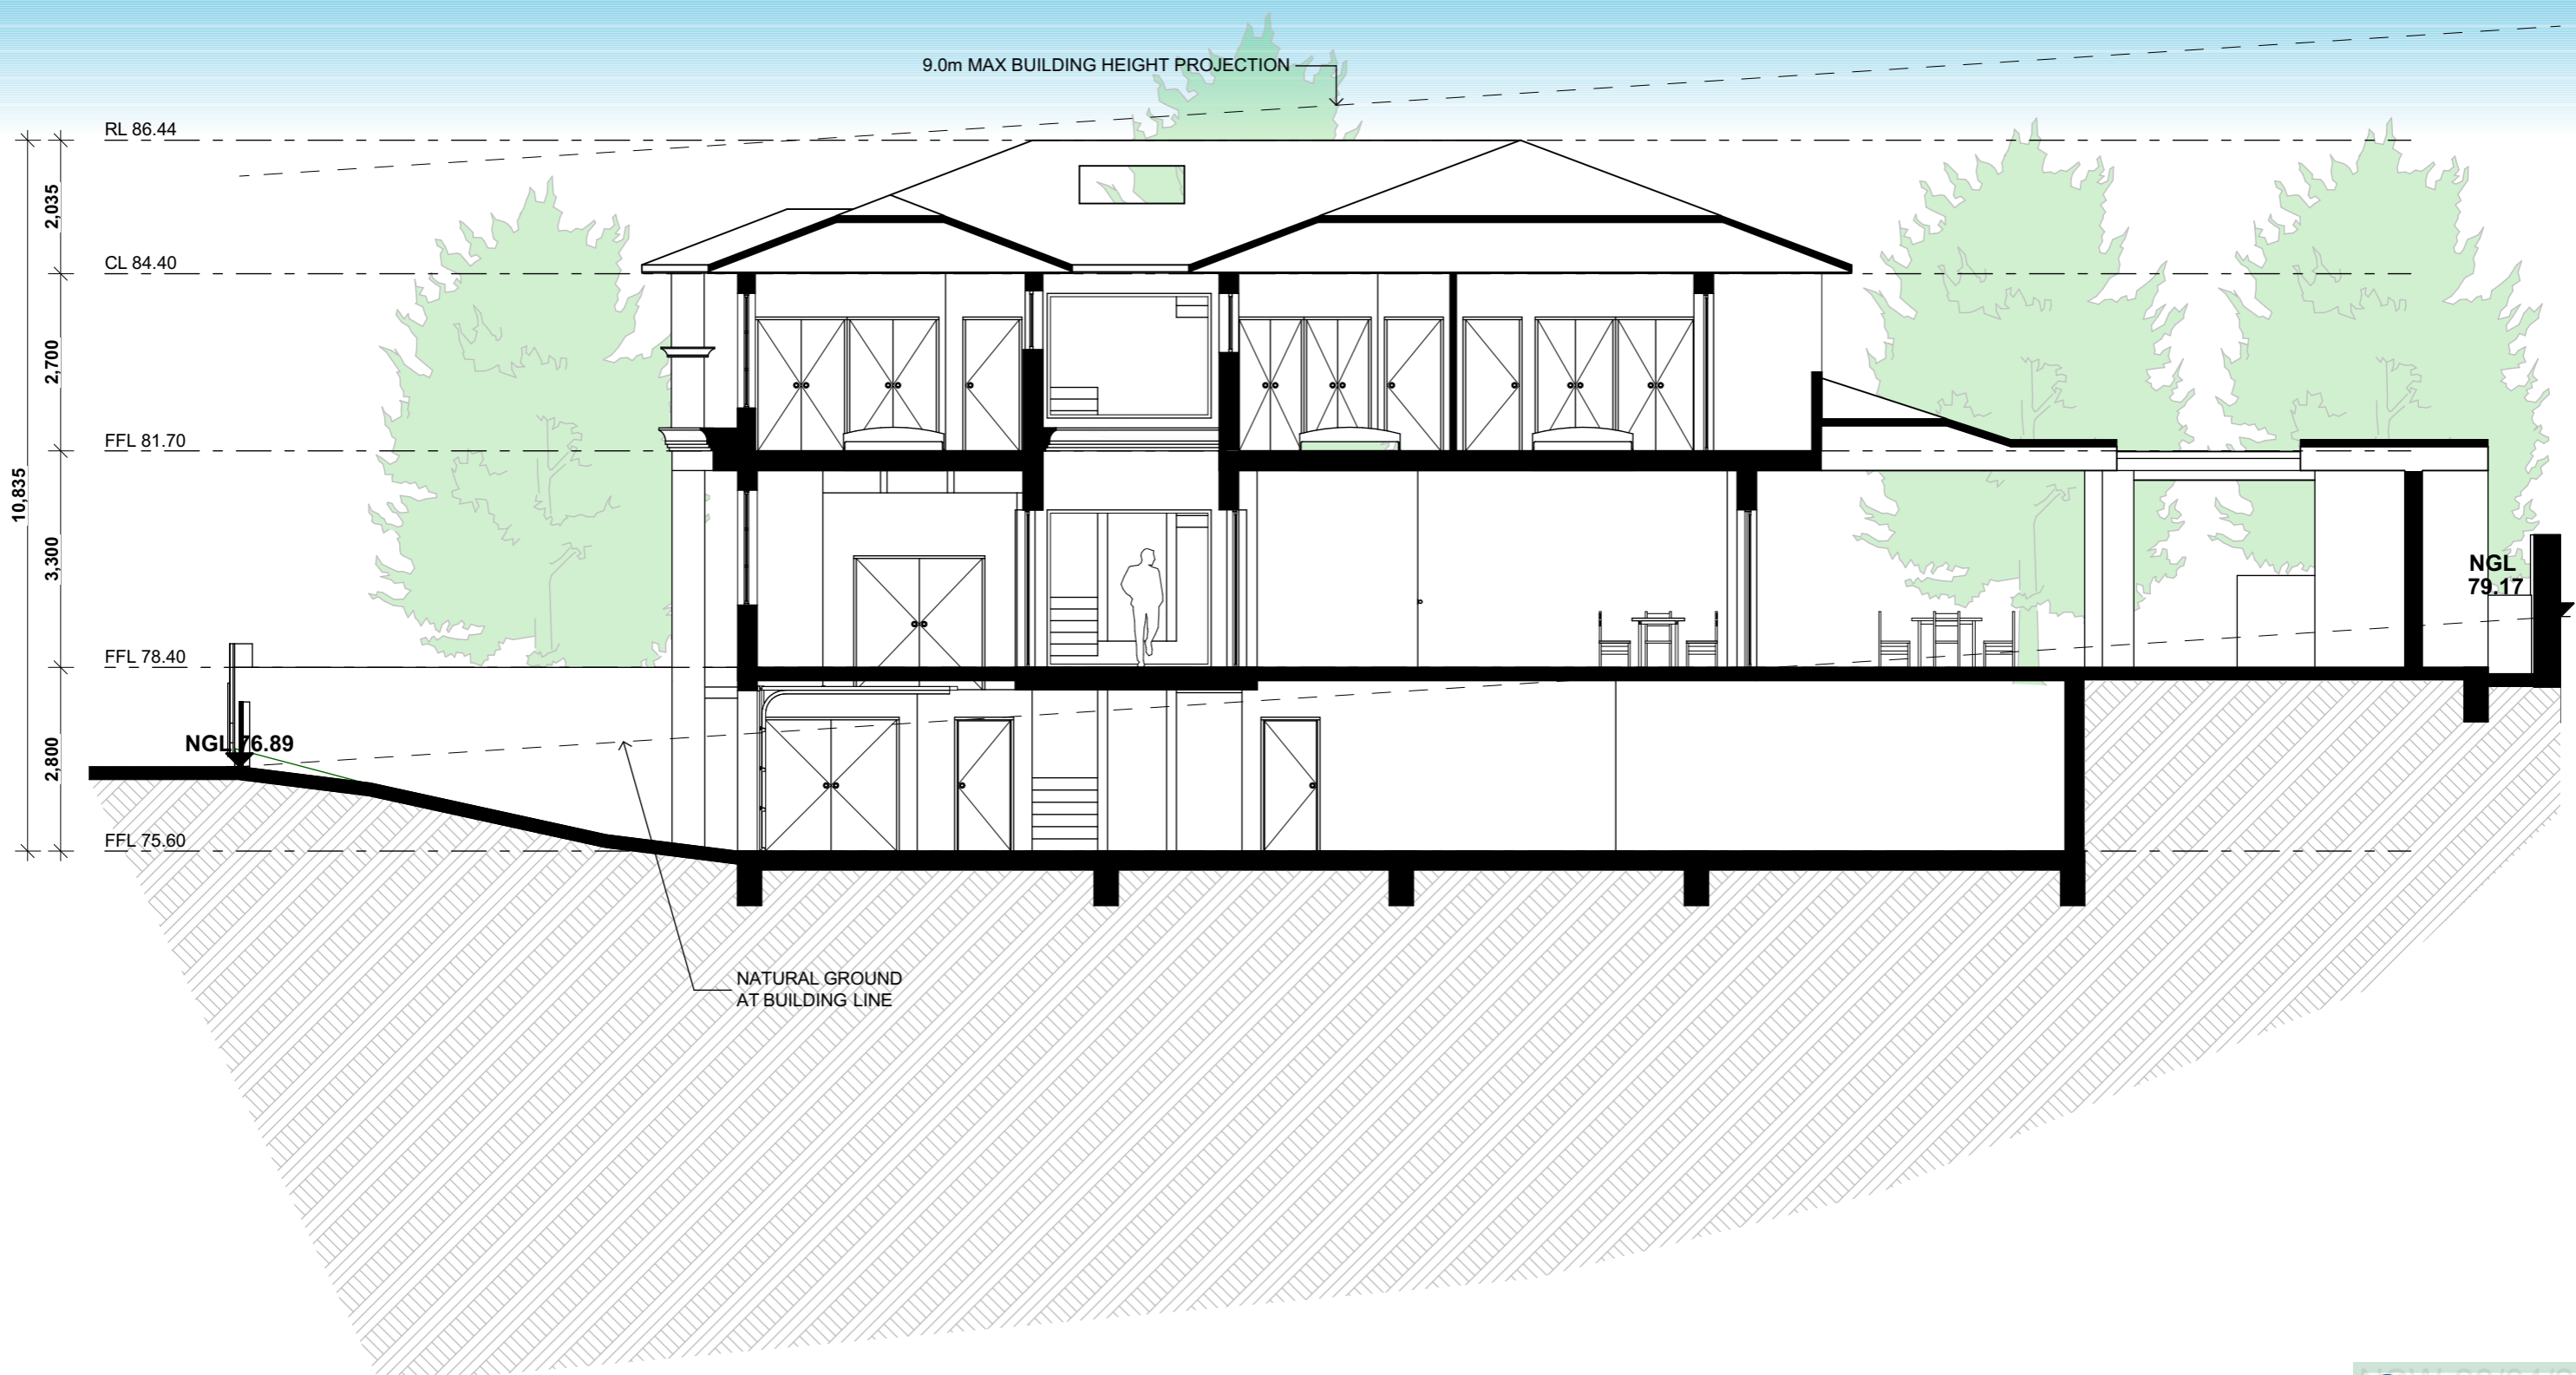 9.0m MAX BUILDING HEIGHT PROJECTION
RL 86.44
2,035
CL 84.40
2,700
FFL 81.70
10,835
3,300
NGL
79.17
FFL 78.40
NGL 76.89
2,800
FFL 75.60
NATURAL GROUND
AT BUILDING LINE